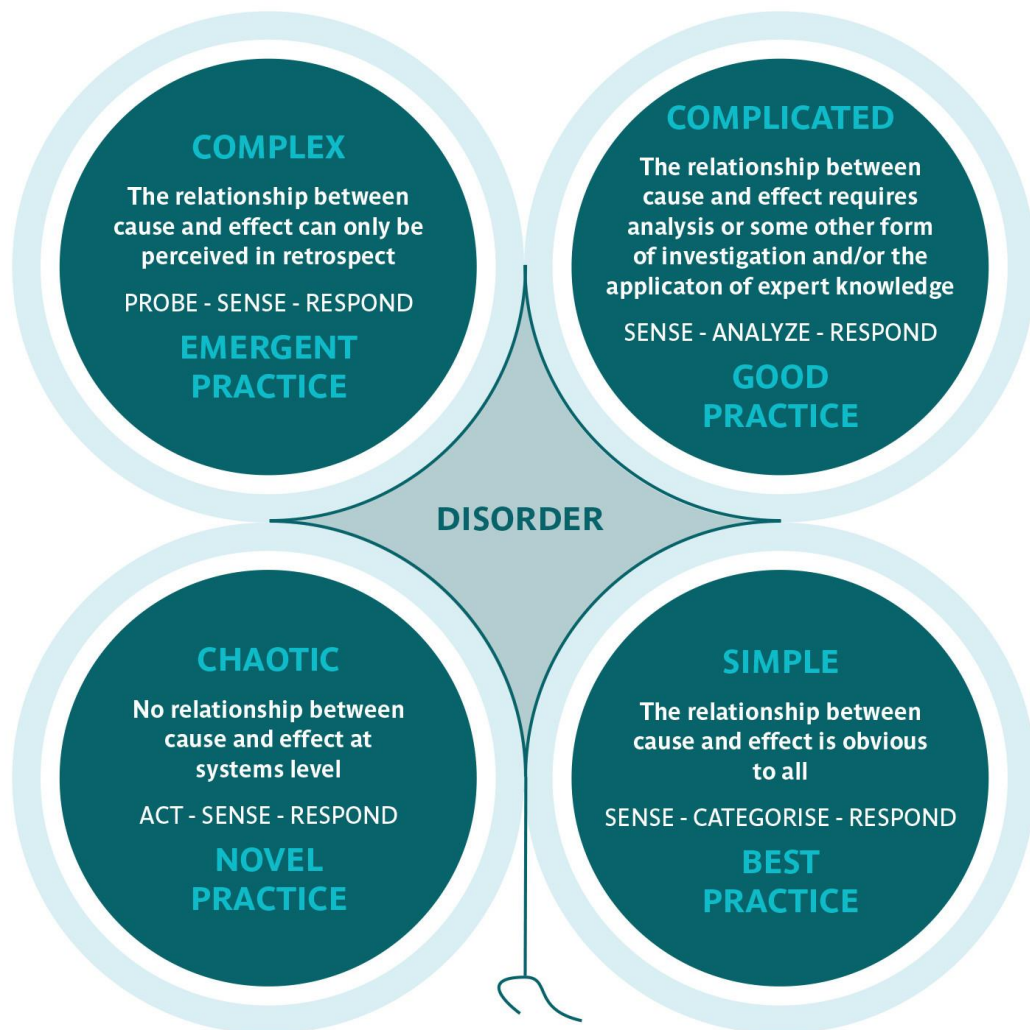 COMPLEX
The relationship between
cause and effect can only be
perceived in retrospect
PROBE - SENSE - RESPOND
EMERGENT
PRACTICE
COMPLICATED
The relationship between
cause and effect requires
analysis or some other form
of investigation and/or the
applicaton of expert knowledge
SENSE - ANALYZE - RESPOND
GOOD
PRACTICE
DISORDER
CHAOTIC
No relationship between
cause and effect at
systems level
ACT - SENSE - RESPOND
NOVEL
PRACTICE
SIMPLE
The relationship between
cause and effect is obvious
to all
SENSE - CATEGORISE - RESPOND
BEST
PRACTICE